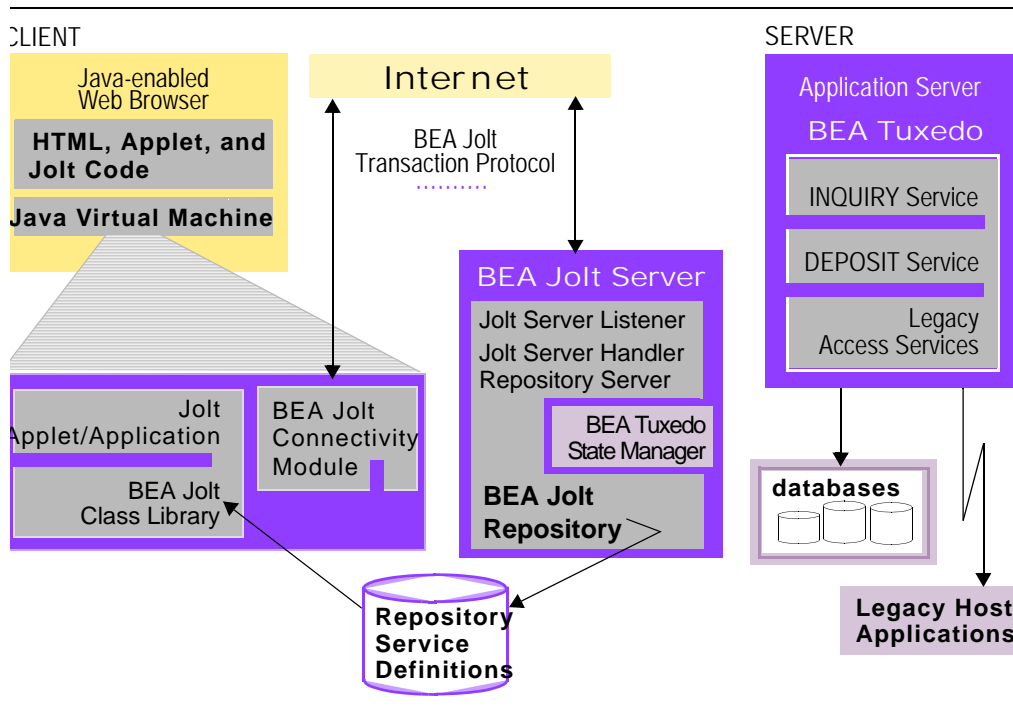 CLIENT
Java-enabled
Web Browser
HTML, Applet, and
Jolt Code
Java Virtual Machine
Jolt
Applet/Application
BEA Jolt
Class Library
BEA Jolt
Connectivity
Module
Internet
BEA Jolt
Transaction Protocol
BEA Jolt Server
Jolt Server Listener
Jolt Server Handler
Repository Server
BEA Tuxedo
State Manager
BEA Jolt
Repository
Repository
Service
Definitions
SERVER
Application Server
BEA Tuxedo
INQUIRY Service
DEPOSIT Service
Legacy
Access Services
databases
Legacy Host
Applications